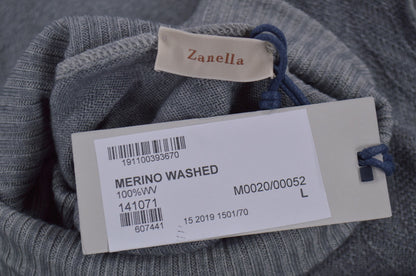 Zanella
191100393670
MERINO WASHED
100%WV
M0020/00052
141071
L
15 2019 1501/70
607441